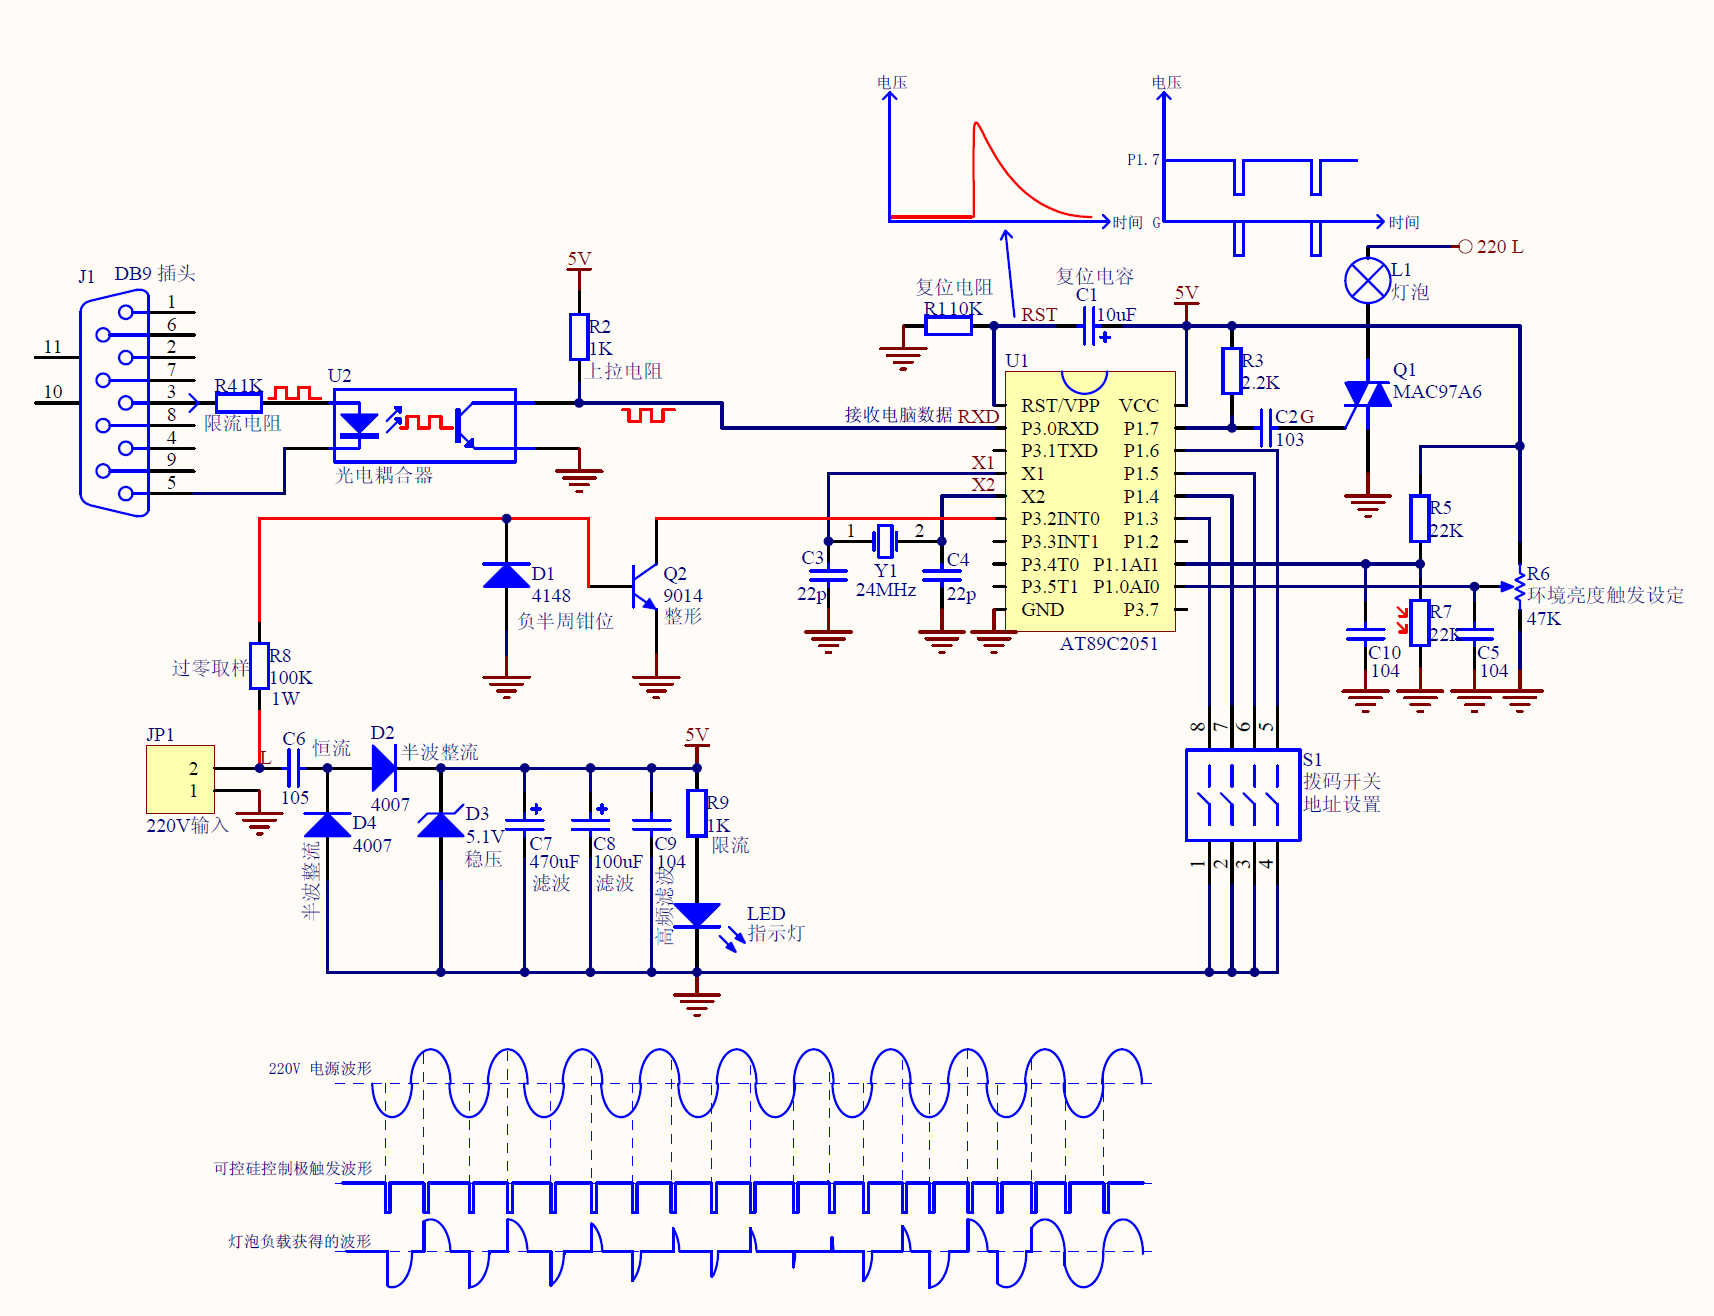 电压
电压
P1.7
时间 G
时间
220 L
L1
灯泡
J1
DB9 插头
1
6
2
7
3
8
4
9
5
11
10
R4 1K
限流电阻
U2
光电耦合器
5V
R2
1K
上拉电阻
复位电阻
R1 10K
RST
复位电容
C1
10uF
5V
接收电脑数据 RXD
X1
X2
U1
RST/VPP
P3.0RXD
P3.1TXD
X1
X2
P3.2INT0
P3.3INT1
P3.4T0
P3.5T1
GND
VCC
P1.7
P1.6
P1.5
P1.4
P1.3
P1.2
P1.1AI1
P1.0AI0
P3.7
AT89C2051
R3
2.2K
C2 G
103
Q1
MAC97A6
R5
22K
R6
环境亮度触发设定
47K
R7
22K
C10
104
C5
104
1
2
C3
22p
Y1
24MHz
C4
22p
D1
4148
负半周钳位
Q2
9014
整形
过零取样
R8
100K
1W
JP1
2
1
220V输入
L
C6
105
恒流
D2
4007
半波整流
D4
4007
半波整流
D3
5.1V
稳压
C7
470uF
滤波
C8
100uF
滤波
C9
104
高频滤波
5V
R9
1K
限流
LED
指示灯
8
7
6
5
S1
拨码开关
地址设置
1
2
3
4
220V 电源波形
可控硅控制极触发波形
灯泡负载获得的波形